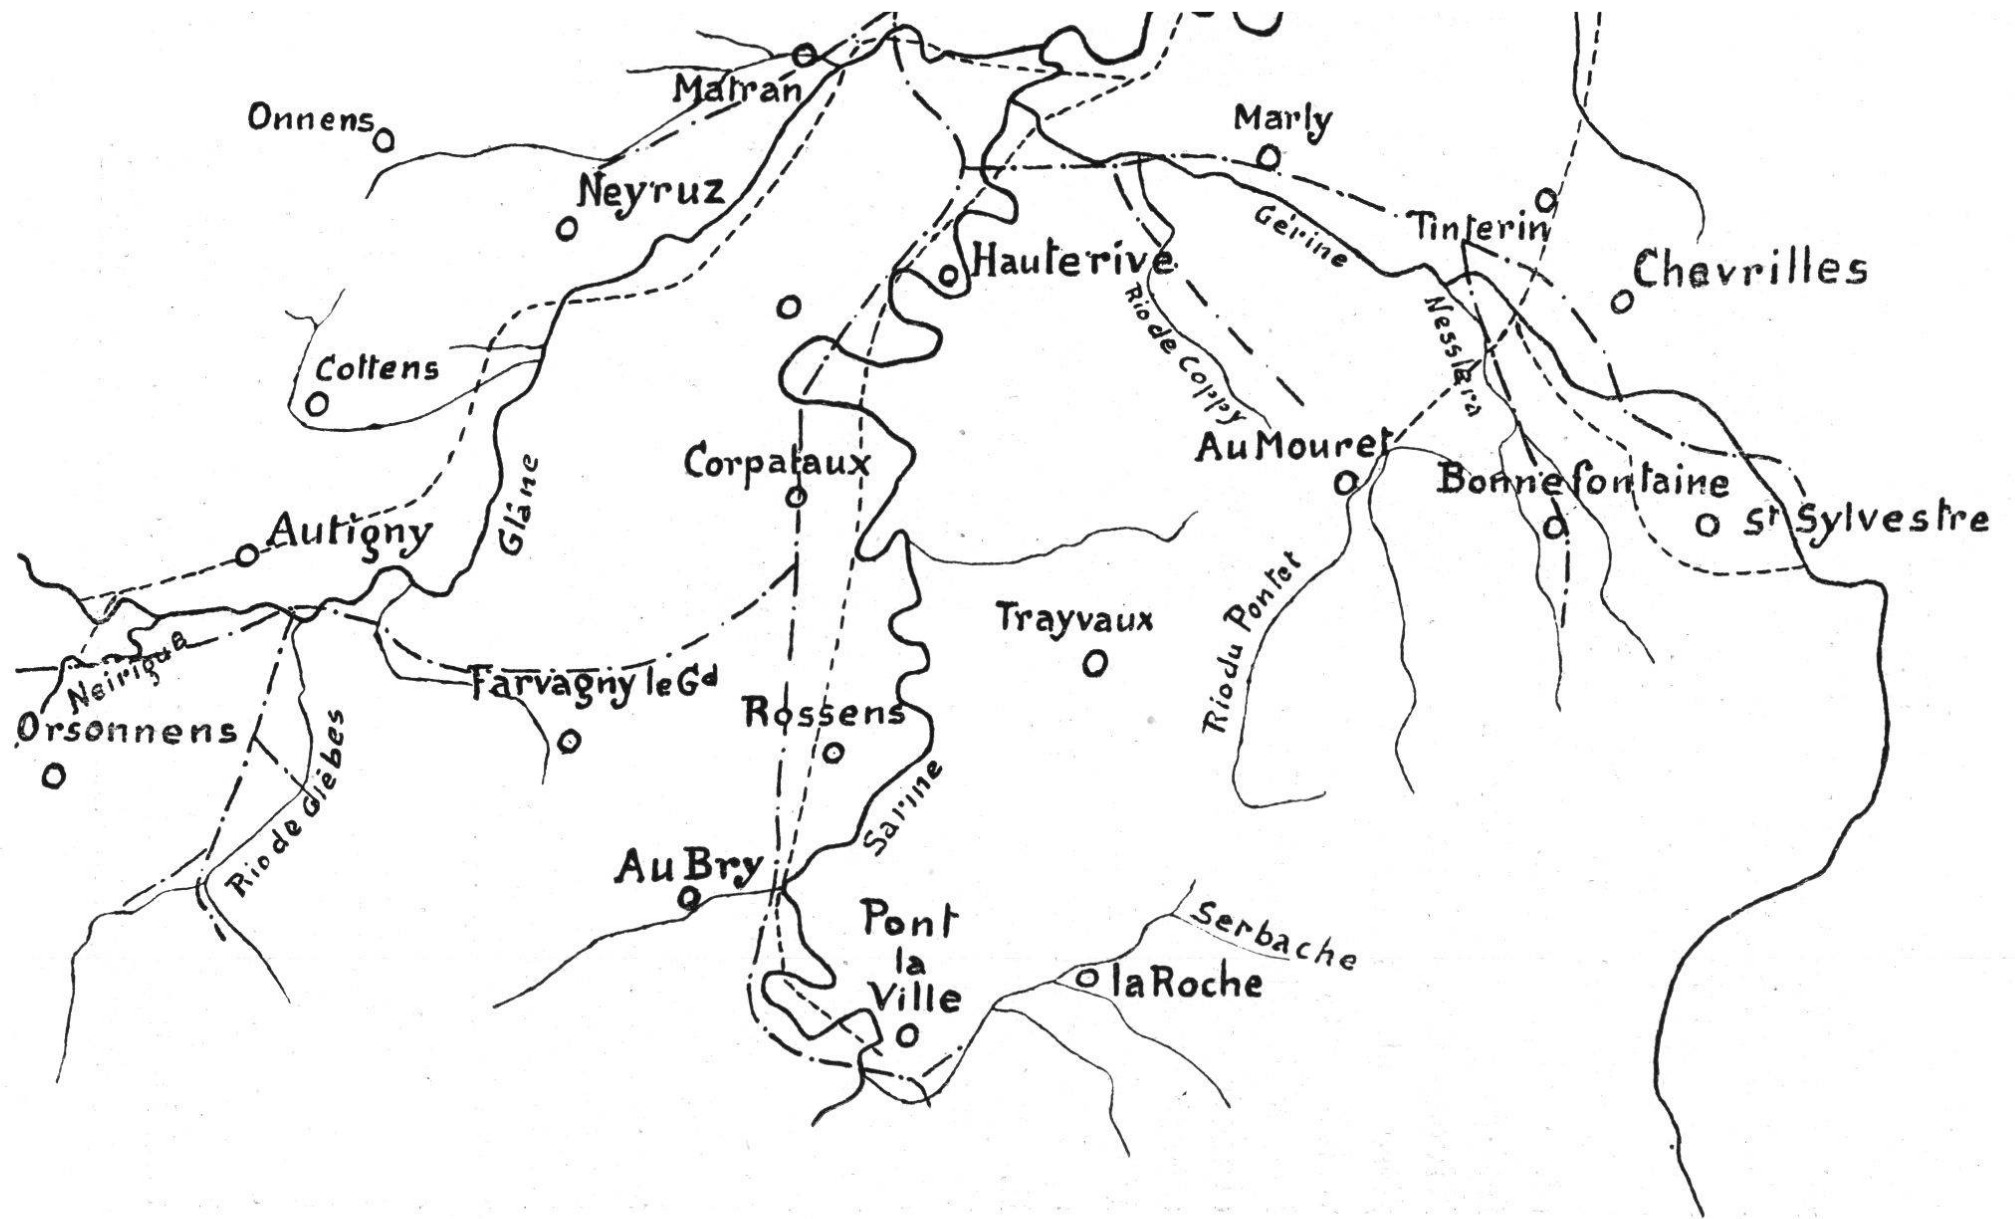 Matran
Onnens
Marly
Neyruz
Gérine
Tinterin
Hauterive
Chevrilles
Rio de Coppy
Nesslera
Cottens
Corpataux
Au Mouret
Glâne
Bonnefontaine
St Sylvestre
Autigny
Rio du Pontet
Trayvaux
Neirigue
Farvagny le Gd
Rossens
Orsonnens
Rio de Glèbes
Sarine
Au Bry
Pont
la
Ville
Serbache
la Roche